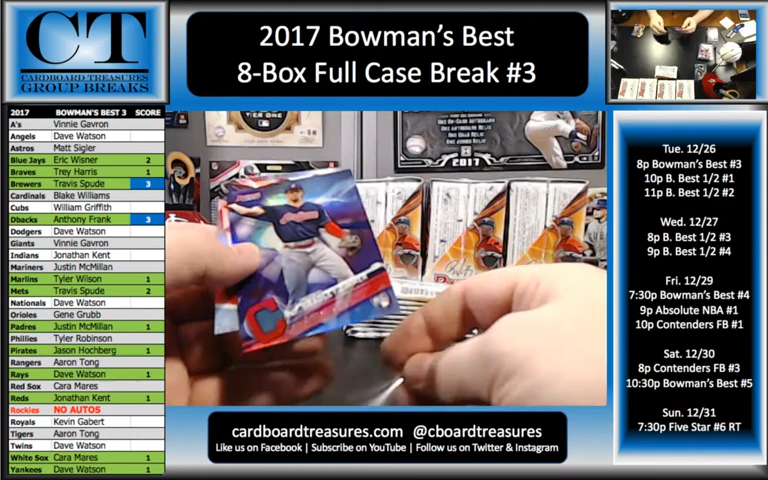 CT
CARDBOARD TREASURES
GROUP BREAKS
2017 Bowman's Best
8-Box Full Case Break #3
2017 BOWMAN'S BEST 3 SCORE
A's Vinnie Gavron
Angels Dave Watson
Astros Matt Sigler
Blue Jays Eric Wisner 2
Braves Trey Harris 1
Brewers Travis Spude 3
Cardinals Blake Williams
Cubs William Griffith
Dbacks Anthony Frank 3
Dodgers Dave Watson
Giants Vinnie Gavron
Indians Jonathan Kent
Mariners Justin McMillan
Marlins Tyler Wilson 1
Mets Travis Spude 2
Nationals Dave Watson
Orioles Gene Grubb
Padres Justin McMillan 1
Phillies Tyler Robinson
Pirates Jason Hochberg 1
Rangers Aaron Tong
Rays Dave Watson 1
Red Sox Cara Mares
Reds Jonathan Kent 1
Rockies NO AUTOS
Royals Kevin Gabert
Tigers Aaron Tong
Twins Dave Watson
White Sox Cara Mares 1
Yankees Dave Watson 1
TIER ONE
2017
Indians
C
cardboardtreasures.com @cboardtreasures
Like us on Facebook | Subscribe on YouTube | Follow us on Twitter & Instagram
Tue. 12/26
8p Bowman's Best #3
10p B. Best 1/2 #1
11p B. Best 1/2 #2
Wed. 12/27
8p B. Best 1/2 #3
9p B. Best 1/2 #4
Fri. 12/29
7:30p Bowman's Best #4
9p Absolute NBA #1
10p Contenders FB #1
Sat. 12/30
8p Contenders FB #3
10:30p Bowman's Best #5
Sun. 12/31
7:30p Five Star #6 RT